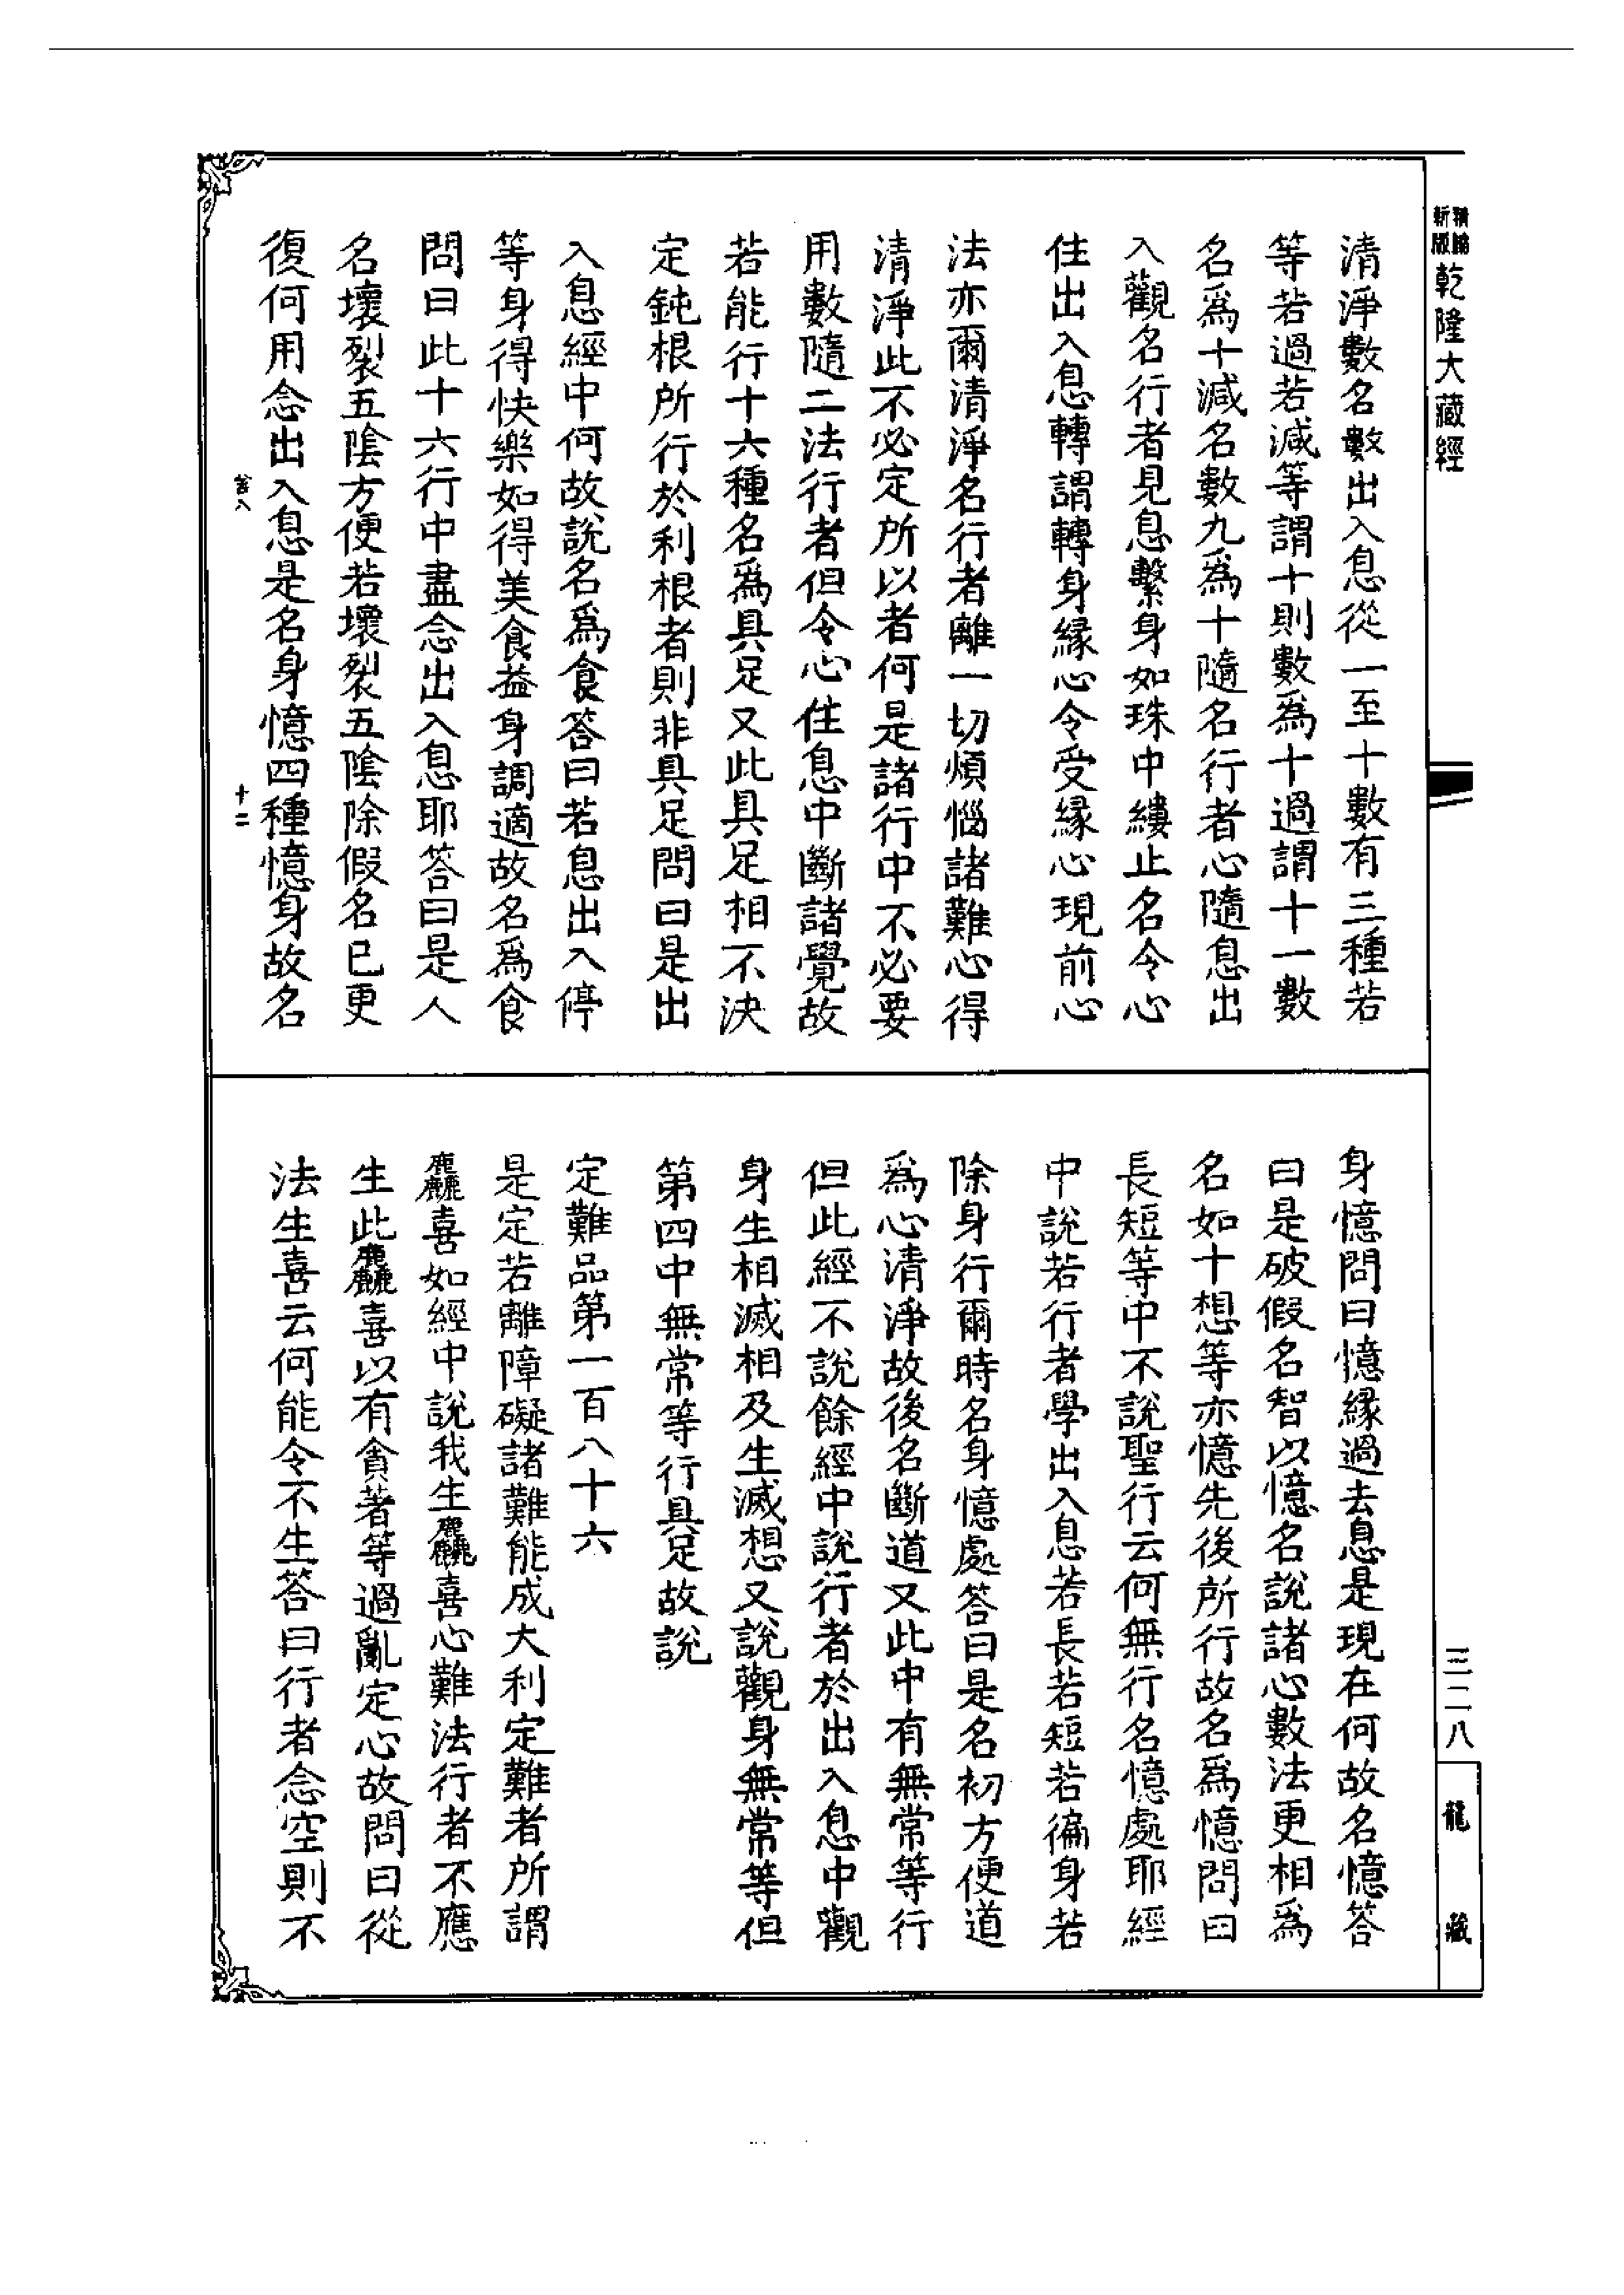 精編新版
乾隆大藏經
三二八
龍藏
清淨數名數出入息從一至十數有三種若
等若過若減等謂十則數爲十過謂十一數
名爲十減名數九爲十隨名行者心隨息出
入觀名行者見息繫身如珠中縷止名令心
住出入息轉謂轉身緣心令受緣心現前心
法亦爾清淨名行者離一切煩惱諸難心得
清淨此不必定所以者何是諸行中不必要
用數隨二法行者但令心住息中斷諸覺故
若能行十六種名爲具足又此具足相不決
定鈍根所行於利根者則非具足問曰是出
入息經中何故說名爲食答曰若息出入停
等身得快樂如得美食益身調適故名爲食
問曰此十六行中盡念出入息耶答曰是人
名壞裂五陰方便若壞裂五陰除假名已更
復何用念出入息是名身憶四種憶身故名
十二
身憶問曰憶緣過去息是現在何故名憶答
曰是破假名智以憶名說諸心數法更相爲
名如十想等亦憶先後所行故名爲憶問曰
長短等中不說聖行云何無行名憶處耶經
中說若行者學出入息若長若短若徧身若
除身行爾時名身憶處答曰是名初方便道
爲心清淨故後名斷道又此中有無常等行
但此經不說餘經中說行者於出入息中觀
身生相滅相及生滅想又說觀身無常等但
第四中無常等行具足故說
定難品第一百八十六
是定若離障礙諸難能成大利定難者所謂
麤喜如經中說我生麤喜心難法行者不應
生此麤喜以有貪著等過亂定心故問曰從
法生喜云何能令不生答曰行者念空則不